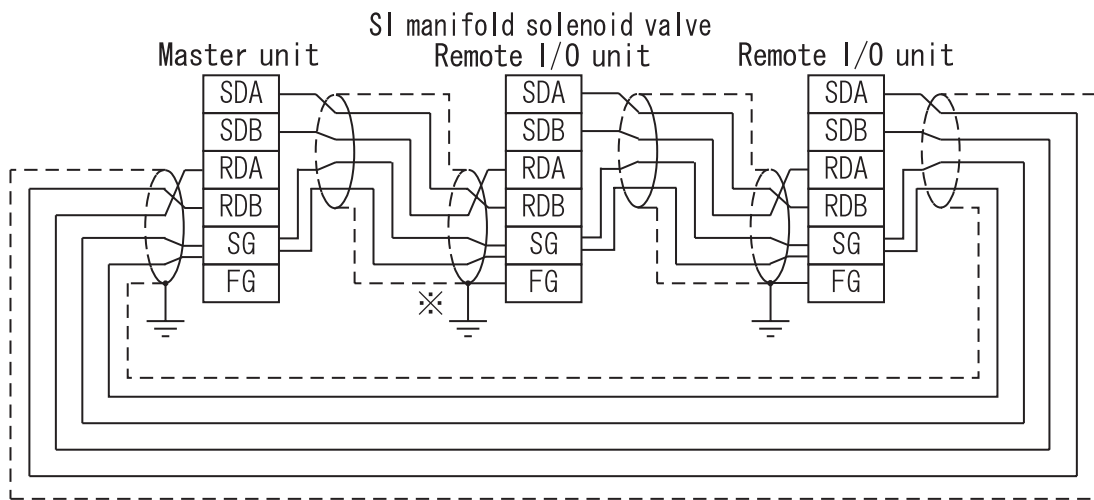 SI manifold solenoid valve
Master unit Remote I/O unit Remote I/O unit
SDA SDA SDA
SDB SDB SDB
RDA RDA RDA
RDB RDB RDB
SG SG SG
FG FG FG
※